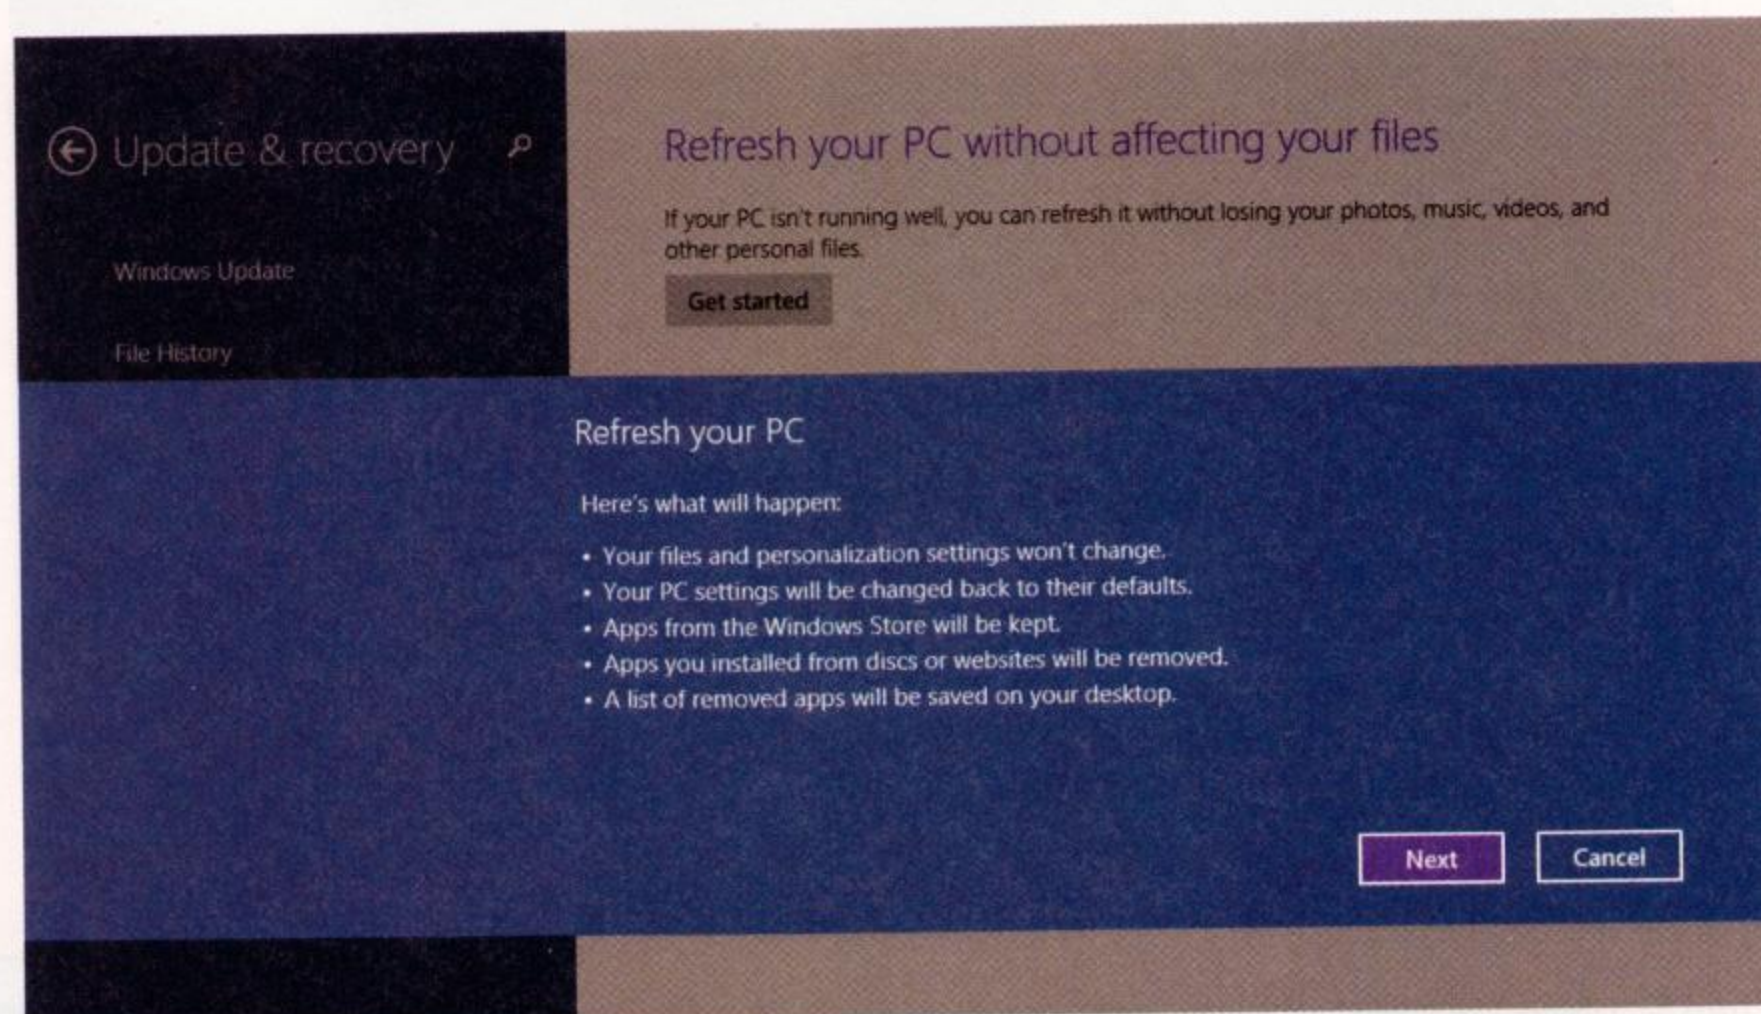 Update & recovery
Windows Update
File History
Refresh your PC without affecting your files
If your PC isn't running well, you can refresh it without losing your photos, music, videos, and
other personal files.
Get started
Refresh your PC
Here's what will happen:
• Your files and personalization settings won't change.
• Your PC settings will be changed back to their defaults.
• Apps from the Windows Store will be kept.
• Apps you installed from discs or websites will be removed.
• A list of removed apps will be saved on your desktop.
Next
Cancel